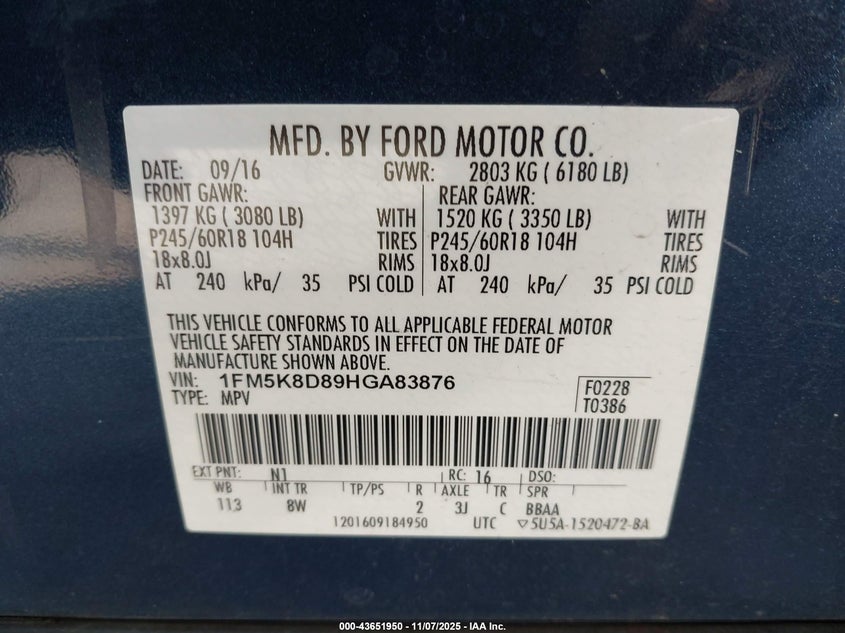 MFD. BY FORD MOTOR CO.
DATE: 09/16 GVWR: 2803 KG ( 6180 LB)
FRONT GAWR: REAR GAWR:
1397 KG ( 3080 LB) WITH 1520 KG ( 3350 LB) WITH
P245/60R18 104H TIRES P245/60R18 104H TIRES
18x8.0J RIMS 18x8.0J RIMS
AT 240 kPa/ 35 PSI COLD AT 240 kPa/ 35 PSI COLD
THIS VEHICLE CONFORMS TO ALL APPLICABLE FEDERAL MOTOR
VEHICLE SAFETY STANDARDS IN EFFECT ON THE DATE OF
MANUFACTURE SHOWN ABOVE.
VIN: 1FM5K8D89HGA83876 F0228
TYPE: MPV T0386
EXT PNT: N1 RC: 16 DSO:
WB INT TR TP/PS R AXLE TR SPR
113 8W 2 3J C BBAA
1201609184950 UTC ▽5U5A-1520472-BA
000-43651950 - 11/07/2025 - IAA Inc.